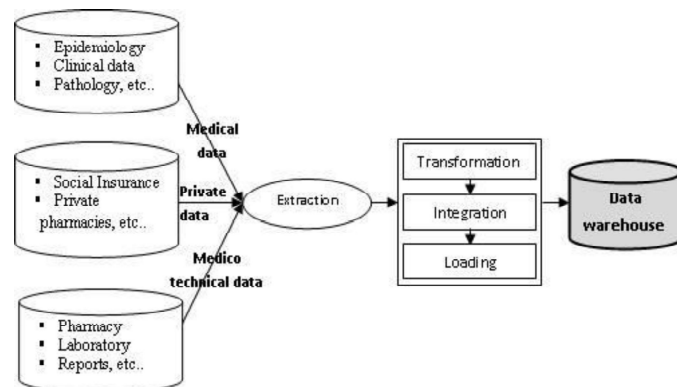 ▪ Epidemiology
▪ Clinical data
▪ Pathology, etc..
Medical
data
▪ Social Insurance
▪ Private
pharmacies, etc..
Private
data
Medico
technical data
▪ Pharmacy
▪ Laboratory
▪ Reports, etc..
Extraction
Transformation
Integration
Loading
Data
warehouse